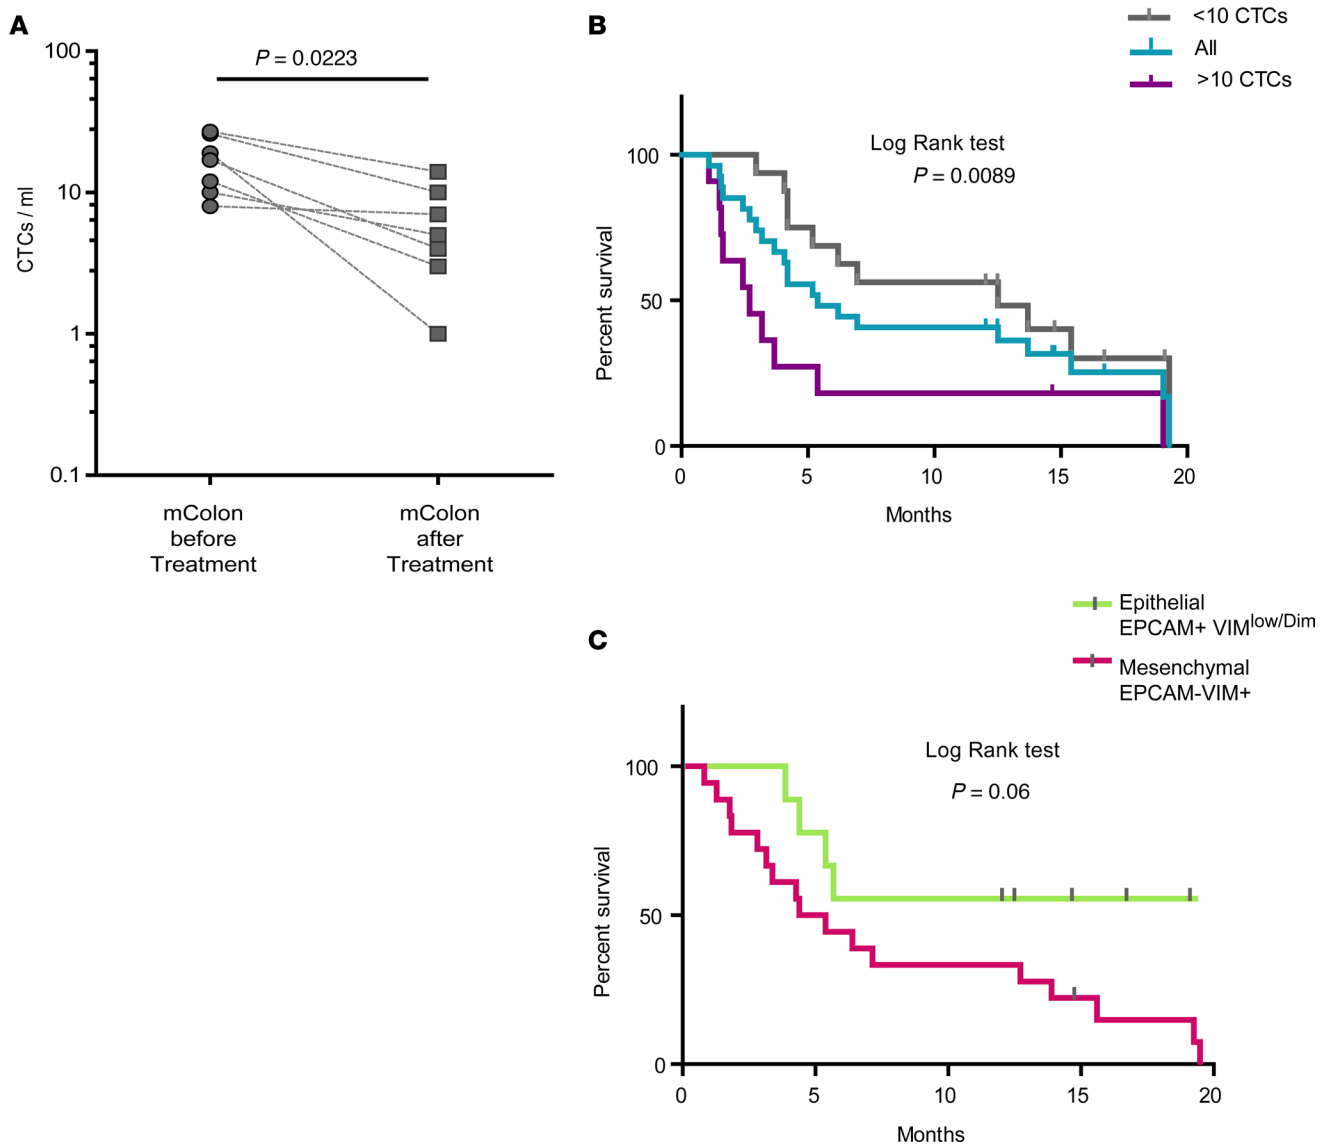 A
P = 0.0223
100
10
1
0.1
CTCs / ml
mColon
before
Treatment
mColon
after
Treatment
B
<10 CTCs
All
>10 CTCs
Log Rank test
P = 0.0089
100
50
0
Percent survival
0 5 10 15 20
Months
C
Epithelial
EPCAM+ VIMlow/Dim
Mesenchymal
EPCAM-VIM+
Log Rank test
P = 0.06
100
50
0
Percent survival
0 5 10 15 20
Months